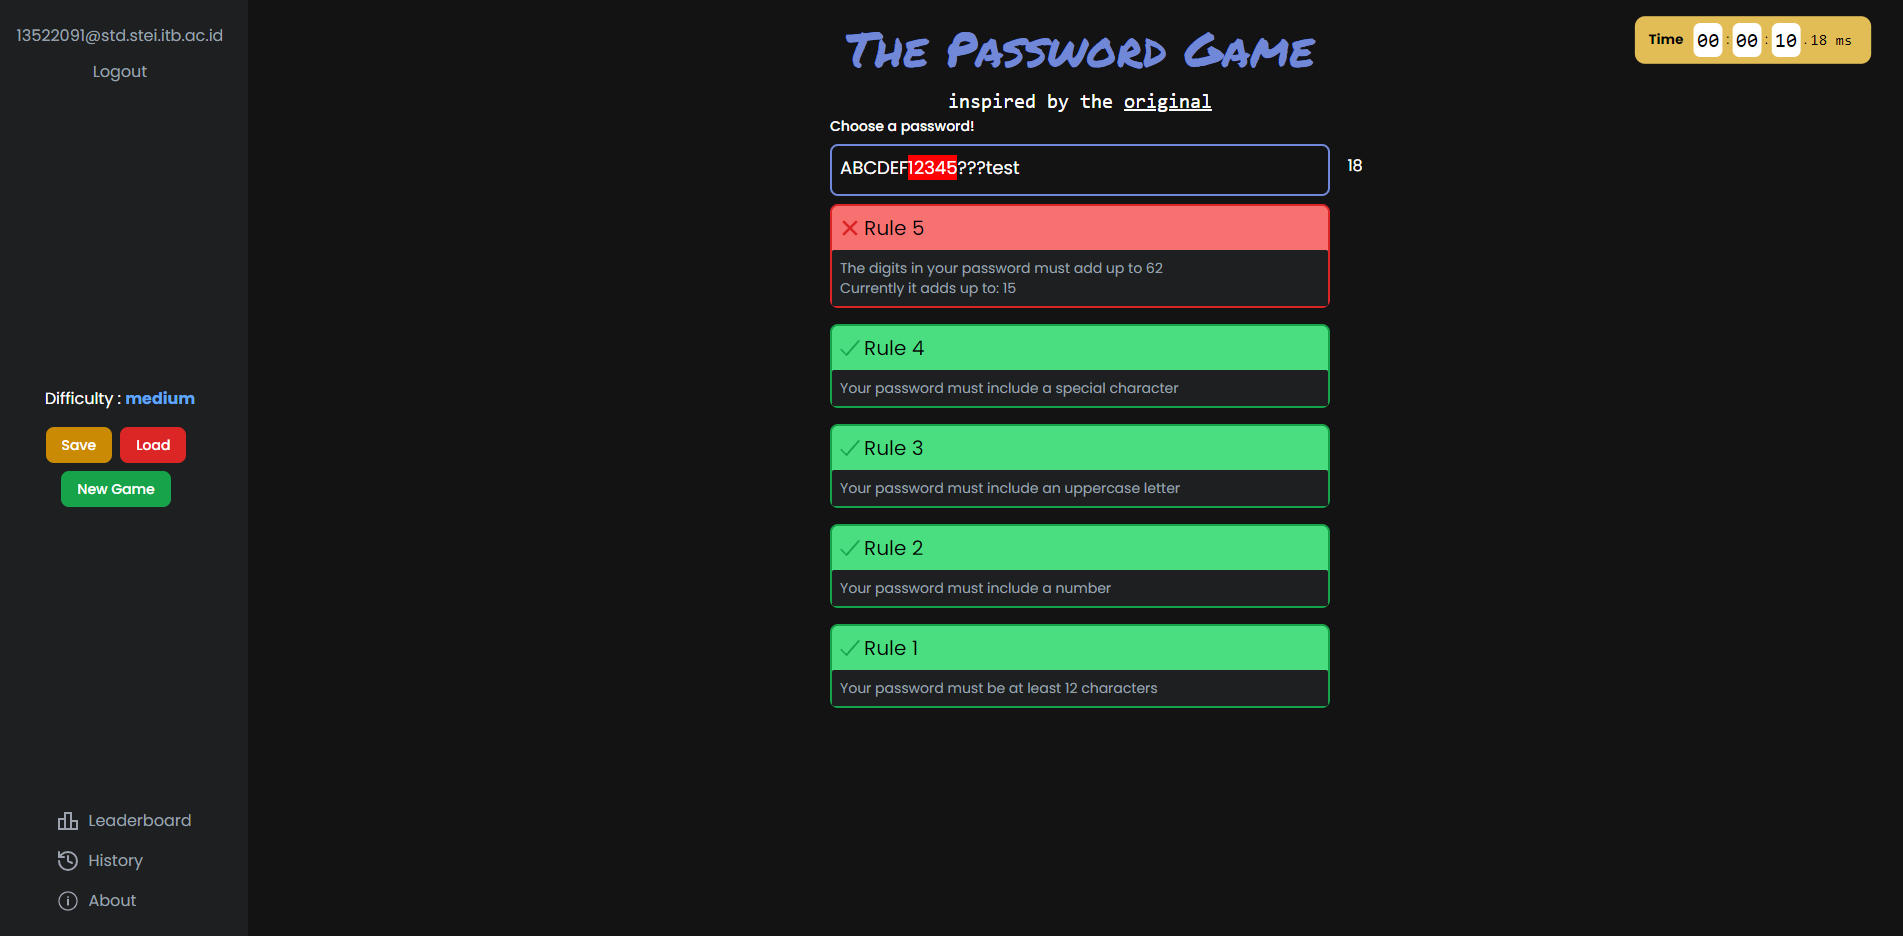 13522091@std.stei.itb.ac.id
Logout
Difficulty : medium
Save
Load
New Game
Leaderboard
History
About
The Password Game
inspired by the original
Choose a password!
ABCDEF12345???test
18
Rule 5
The digits in your password must add up to 62
Currently it adds up to: 15
Rule 4
Your password must include a special character
Rule 3
Your password must include an uppercase letter
Rule 2
Your password must include a number
Rule 1
Your password must be at least 12 characters
Time 00:00:10.18 ms